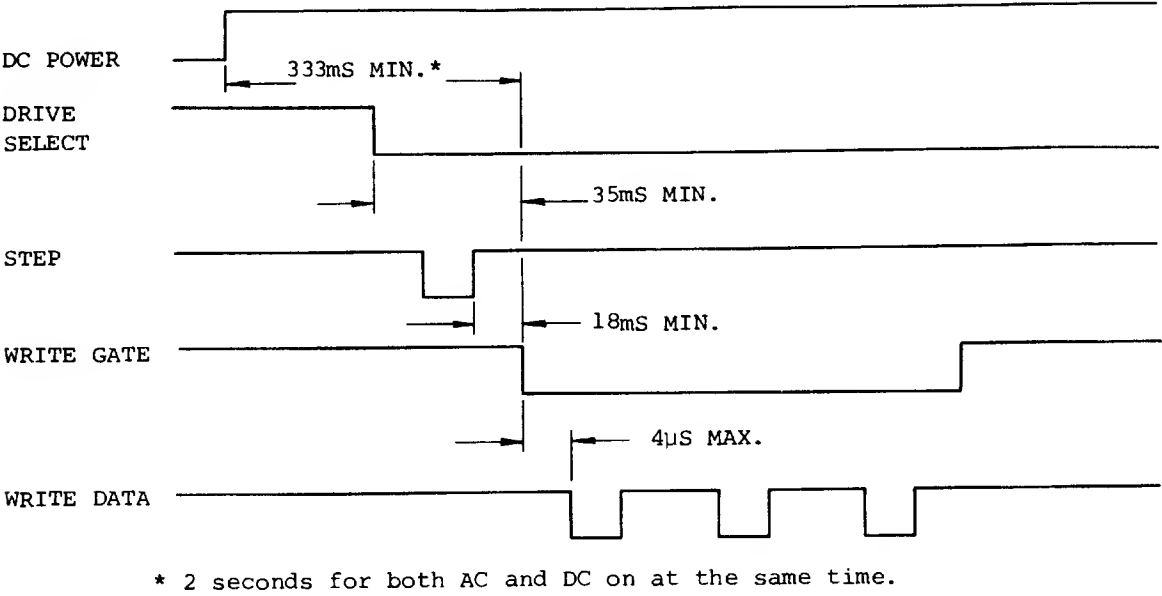 DC POWER
333mS MIN.*
DRIVE
SELECT
35mS MIN.
STEP
18mS MIN.
WRITE GATE
4µS MAX.
WRITE DATA
* 2 seconds for both AC and DC on at the same time.